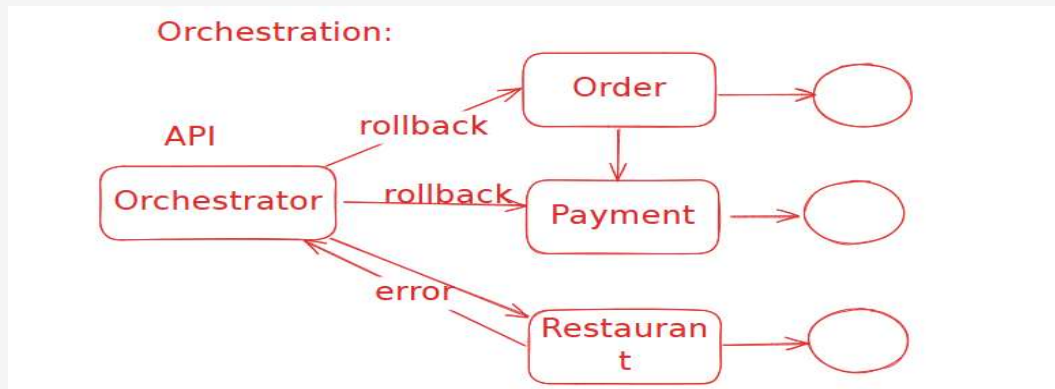 Orchestration:
Order
rollback
API
Orchestrator
rollback
Payment
error
Restauran
t